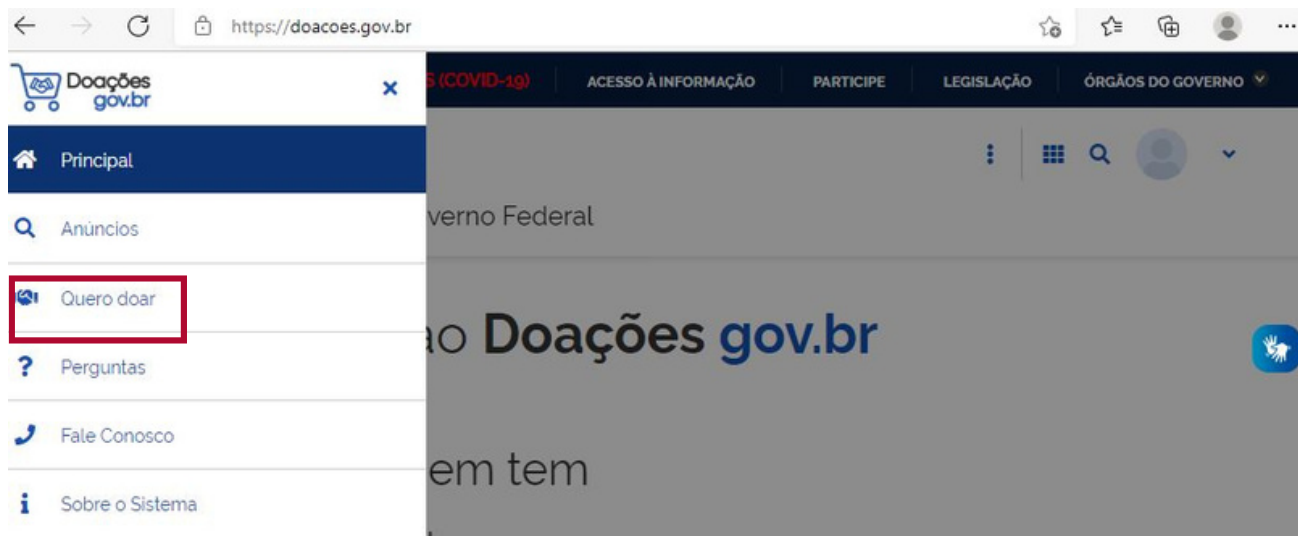 https://doacoes.gov.br
Doações
gov.br
S (COVID-19)
ACESSO À INFORMAÇÃO
PARTICIPE
LEGISLAÇÃO
ÓRGÃOS DO GOVERNO
Principal
Anúncios
verno Federal
Quero doar
ao Doações gov.br
Perguntas
Fale Conosco
em tem
Sobre o Sistema